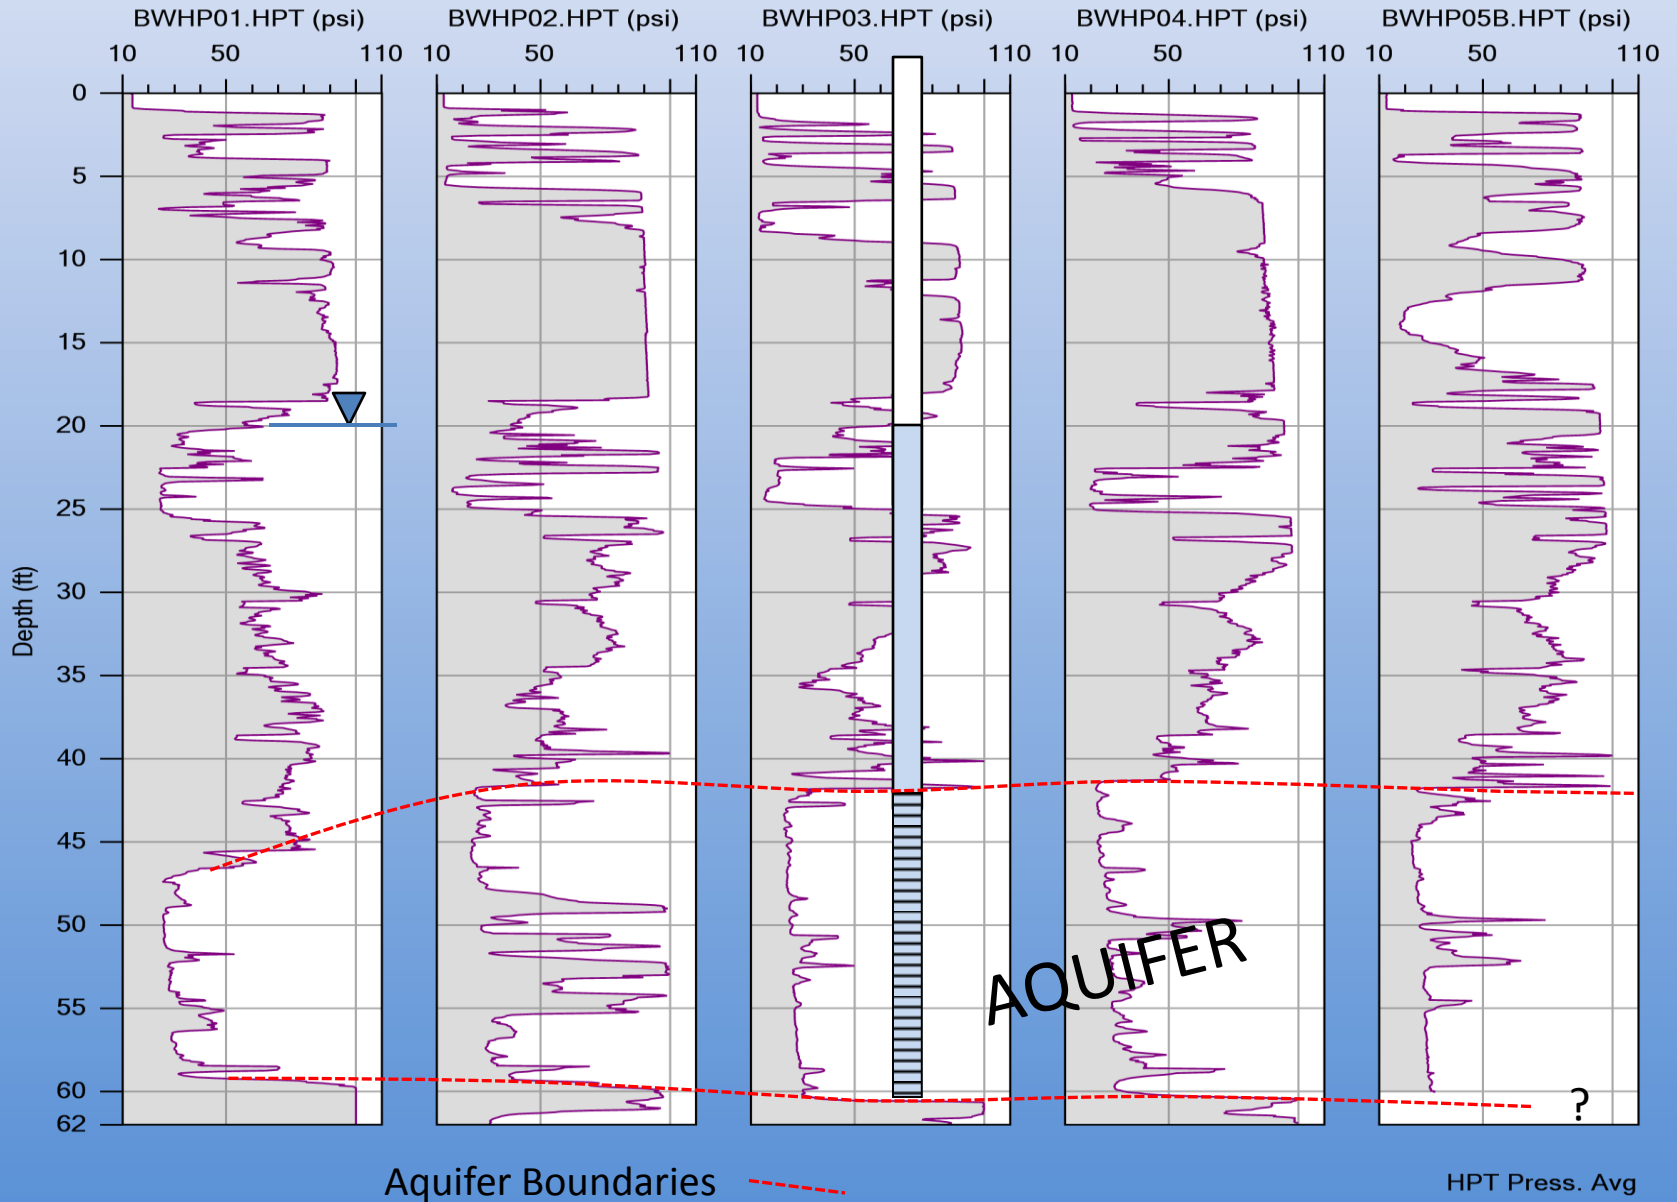 BWHP01.HPT (psi) BWHP02.HPT (psi) BWHP03.HPT (psi) BWHP04.HPT (psi) BWHP05B.HPT (psi)
10 50 110 10 50 110 10 50 110 10 50 110 10 50 110
0
5
10
15
20
25
30
Depth (ft)
35
40
45
50
AQUIFER
55
60
?
62
Aquifer Boundaries
HPT Press. Avg